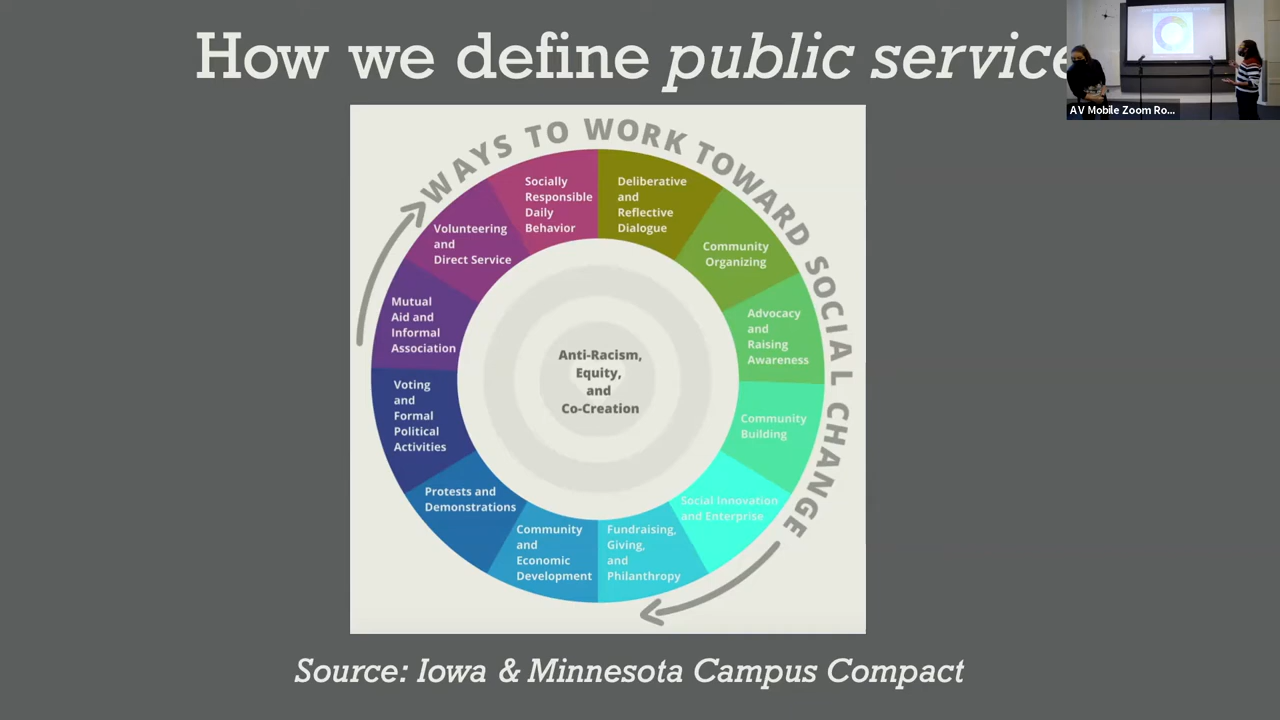 How we define public service
AV Mobile Zoom Ro...
WAYS TO WORK TOWARD SOCIAL CHANGE
Socially
Responsible
Daily
Behavior
Deliberative
and
Reflective
Dialogue
Community
Organizing
Advocacy
and
Raising
Awareness
Community
Building
Social Innovation
and Enterprise
Fundraising,
Giving,
and
Philanthropy
Community
and
Economic
Development
Protests and
Demonstrations
Voting
and
Formal
Political
Activities
Mutual
Aid and
Informal
Association
Volunteering
and
Direct Service
Anti-Racism,
Equity,
and
Co-Creation
Source: Iowa & Minnesota Campus Compact